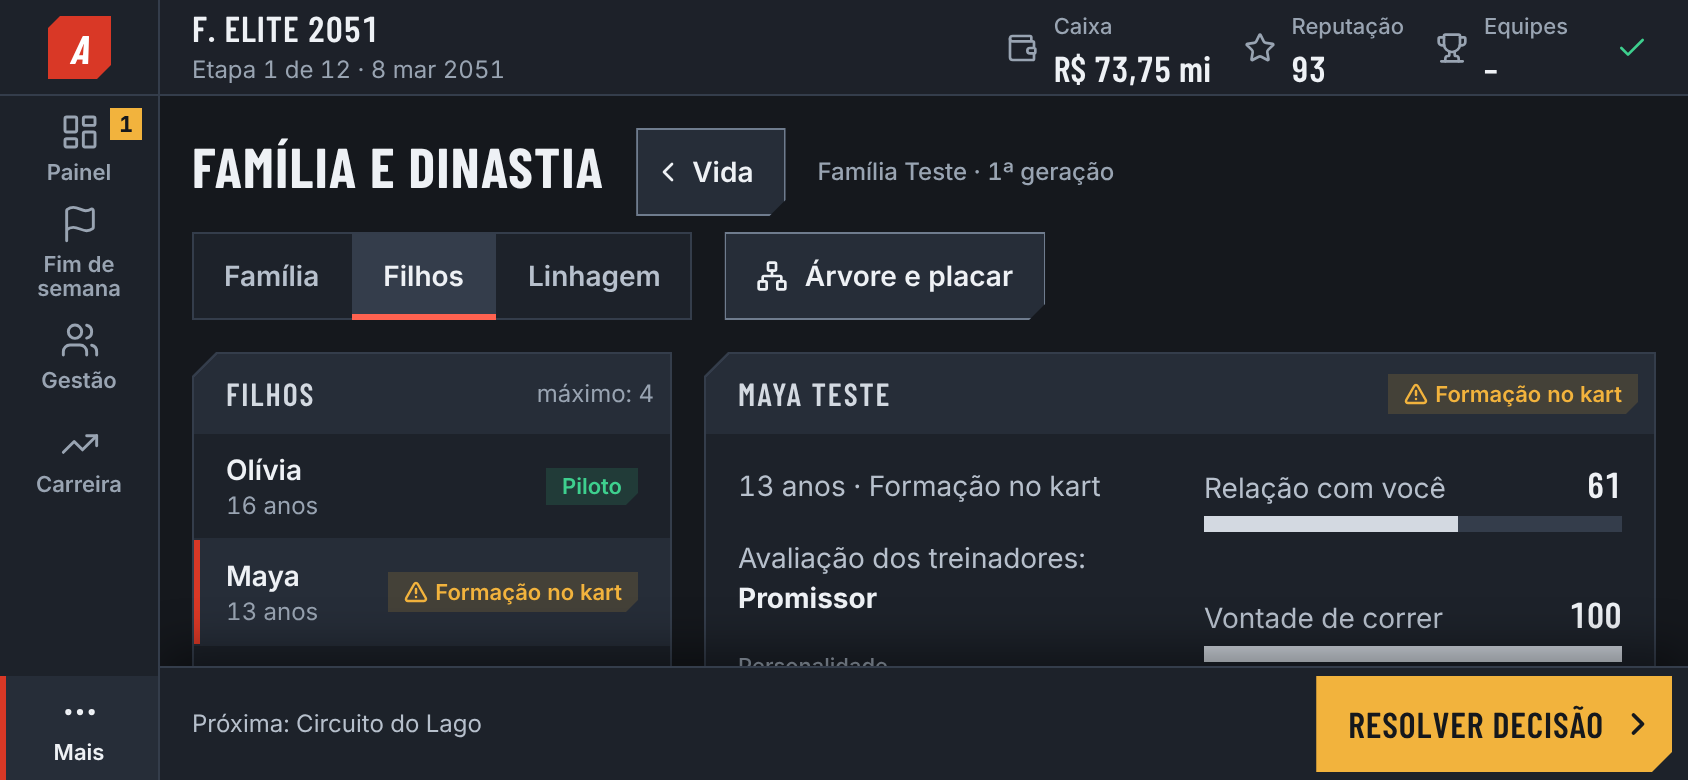 A
F. ELITE 2051
Etapa 1 de 12 · 8 mar 2051
Caixa
R$ 73,75 mi
Reputação
93
Equipes
-
1
Painel
Fim de
semana
Gestão
Carreira
Mais
FAMÍLIA E DINASTIA
Vida
Família Teste · 1ª geração
Família
Filhos
Linhagem
Árvore e placar
FILHOS
máximo: 4
Olívia
16 anos
Piloto
Maya
13 anos
Formação no kart
MAYA TESTE
Formação no kart
13 anos · Formação no kart
Avaliação dos treinadores:
Promissor
Personalidade
Relação com você
61
Vontade de correr
100
Próxima: Circuito do Lago
RESOLVER DECISÃO